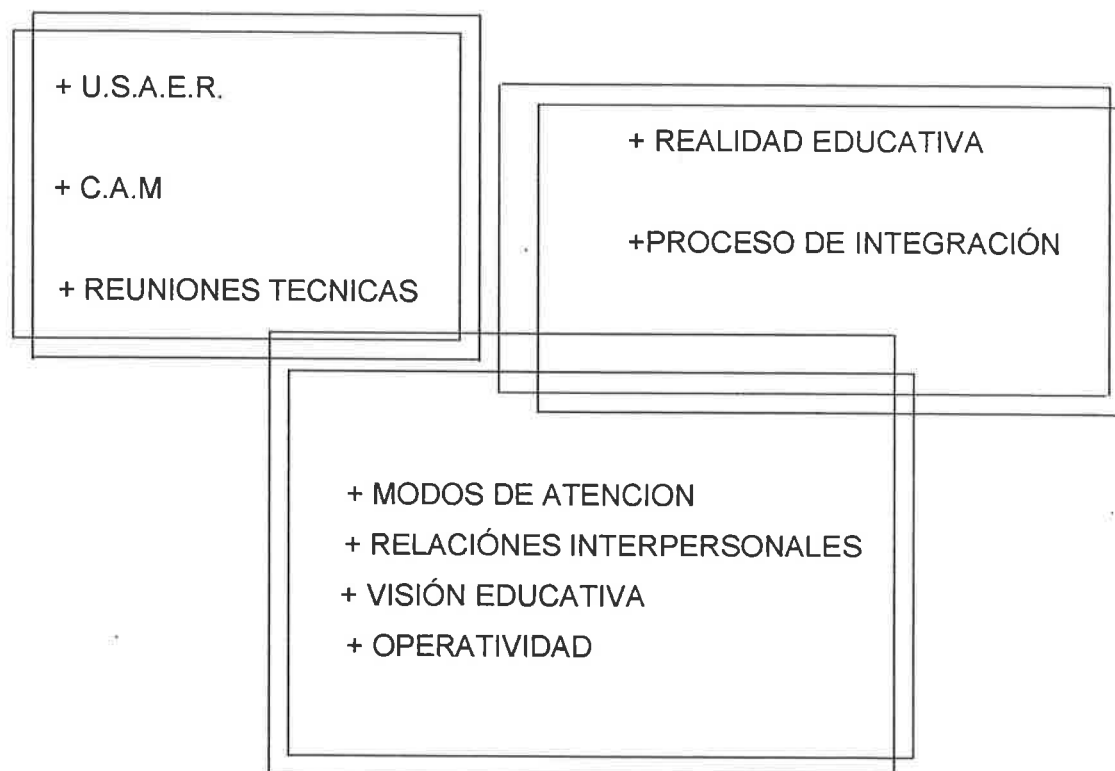 + U.S.A.E.R.
+ C.A.M
+ REUNIONES TECNICAS
+ REALIDAD EDUCATIVA
+PROCESO DE INTEGRACIÓN
+ MODOS DE ATENCION
+ RELACIÓNES INTERPERSONALES
+ VISIÓN EDUCATIVA
+ OPERATIVIDAD